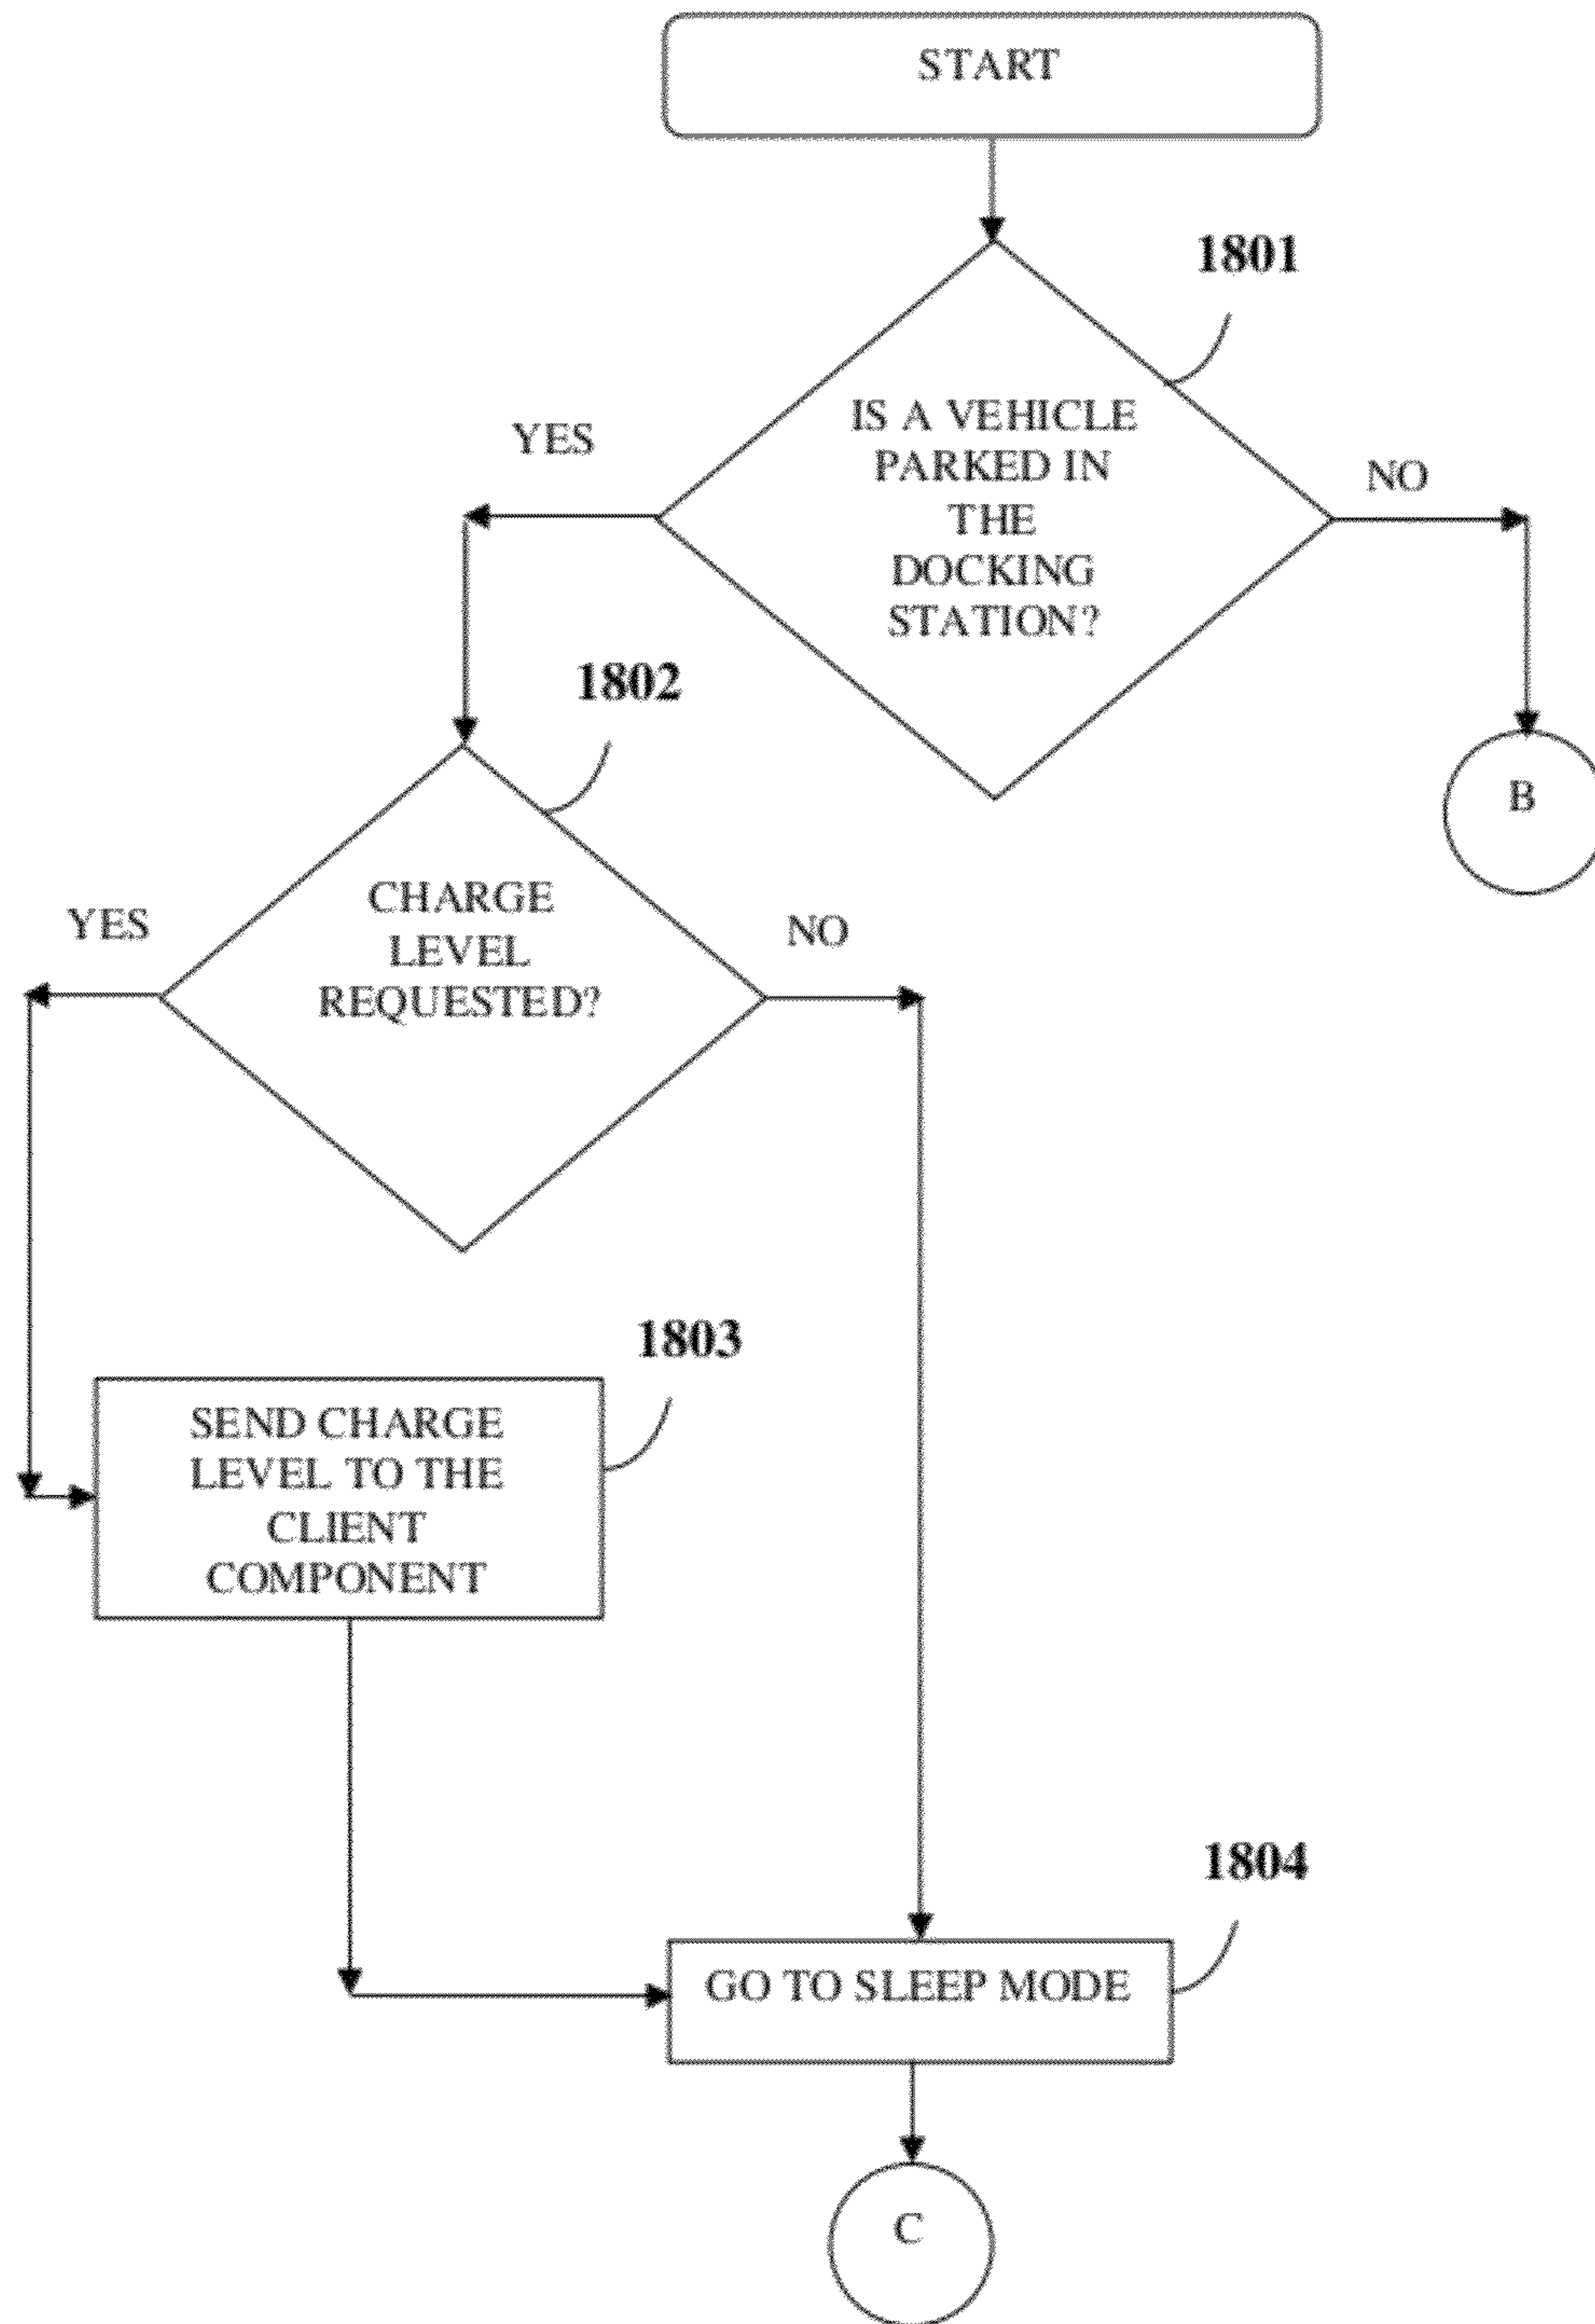 START
1801
IS A VEHICLE
PARKED IN
THE
DOCKING
STATION?
YES
NO
B
1802
CHARGE
LEVEL
REQUESTED?
YES
NO
1803
SEND CHARGE
LEVEL TO THE
CLIENT
COMPONENT
1804
GO TO SLEEP MODE
C